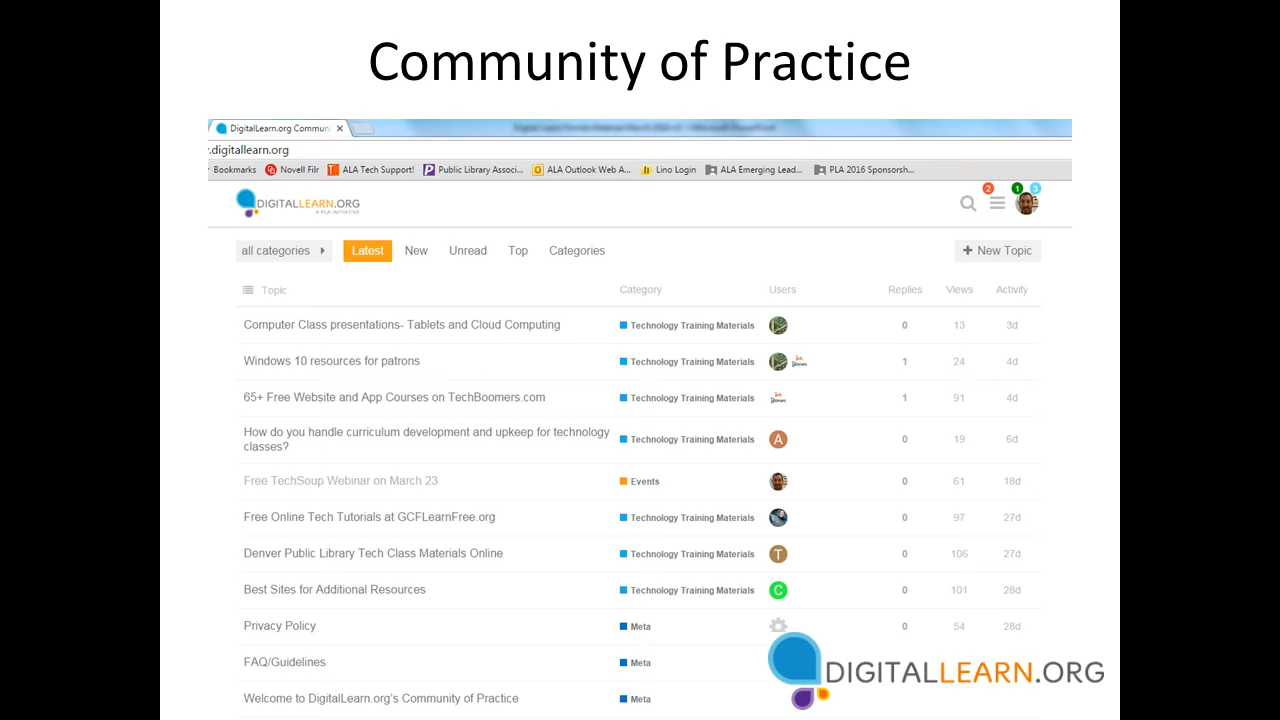 Community of Practice
DigitalLearn.org Commun
.digitallearn.org
Bookmarks Novell Filr ALA Tech Support! Public Library Associ... ALA Outlook Web A... Lino Login ALA Emerging Lead... PLA 2016 Sponsorsh...
DIGITALLEARN.ORG
A PLA INITIATIVE
2 1 3
all categories Latest New Unread Top Categories + New Topic
Topic Category Users Replies Views Activity
Computer Class presentations- Tablets and Cloud Computing Technology Training Materials 0 13 3d
Windows 10 resources for patrons Technology Training Materials 1 24 4d
65+ Free Website and App Courses on TechBoomers.com Technology Training Materials 1 91 4d
How do you handle curriculum development and upkeep for technology
classes? Technology Training Materials A 0 19 6d
Free TechSoup Webinar on March 23 Events 0 61 18d
Free Online Tech Tutorials at GCFLearnFree.org Technology Training Materials 0 97 27d
Denver Public Library Tech Class Materials Online Technology Training Materials T 0 106 27d
Best Sites for Additional Resources Technology Training Materials C 0 101 28d
Privacy Policy Meta 0 54 28d
FAQ/Guidelines Meta
DIGITALLEARN.ORG
Welcome to DigitalLearn.org's Community of Practice Meta